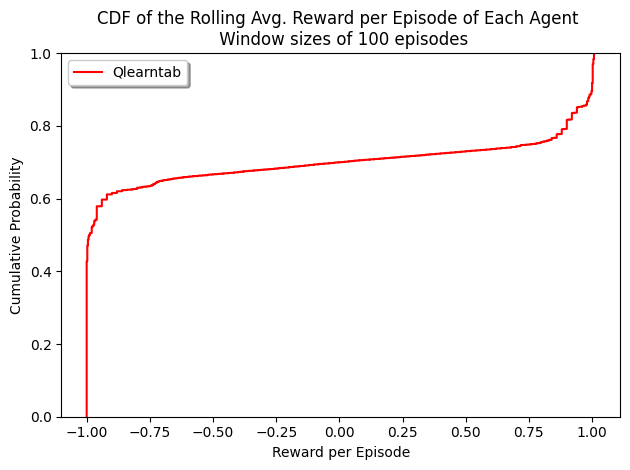 CDF of the Rolling Avg. Reward per Episode of Each Agent
Window sizes of 100 episodes
Qlearntab
Cumulative Probability
1.0
0.8
0.6
0.4
0.2
0.0
−1.00 −0.75 −0.50 −0.25 0.00 0.25 0.50 0.75 1.00
Reward per Episode